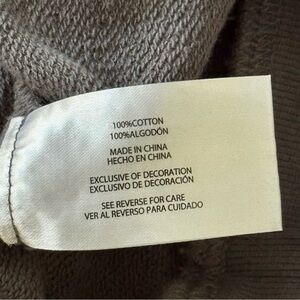 100%COTTON
100%ALGODÓN
MADE IN CHINA
HECHO EN CHINA
EXCLUSIVE OF DECORATION
EXCLUSIVO DE DECORACIÓN
SEE REVERSE FOR CARE
VER AL REVERSO PARA CUIDADO